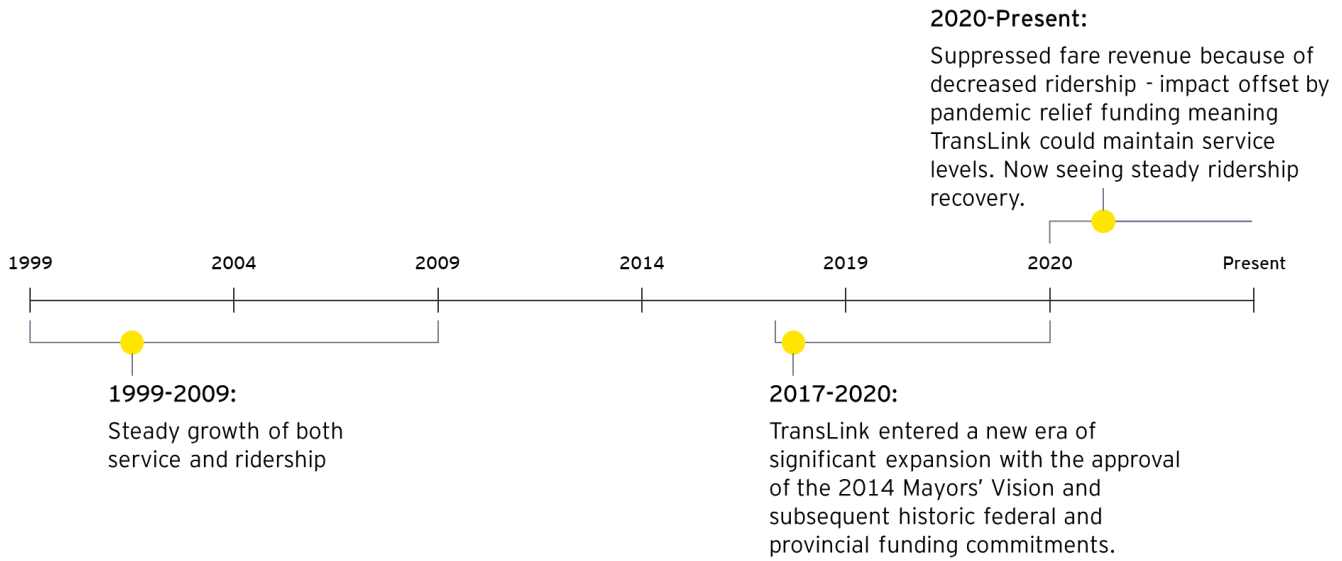 2020-Present:
Suppressed fare revenue because of
decreased ridership - impact offset by
pandemic relief funding meaning
TransLink could maintain service
levels. Now seeing steady ridership
recovery.
1999 2004 2009 2014 2019 2020 Present
1999-2009:
Steady growth of both
service and ridership
2017-2020:
TransLink entered a new era of
significant expansion with the approval
of the 2014 Mayors’ Vision and
subsequent historic federal and
provincial funding commitments.